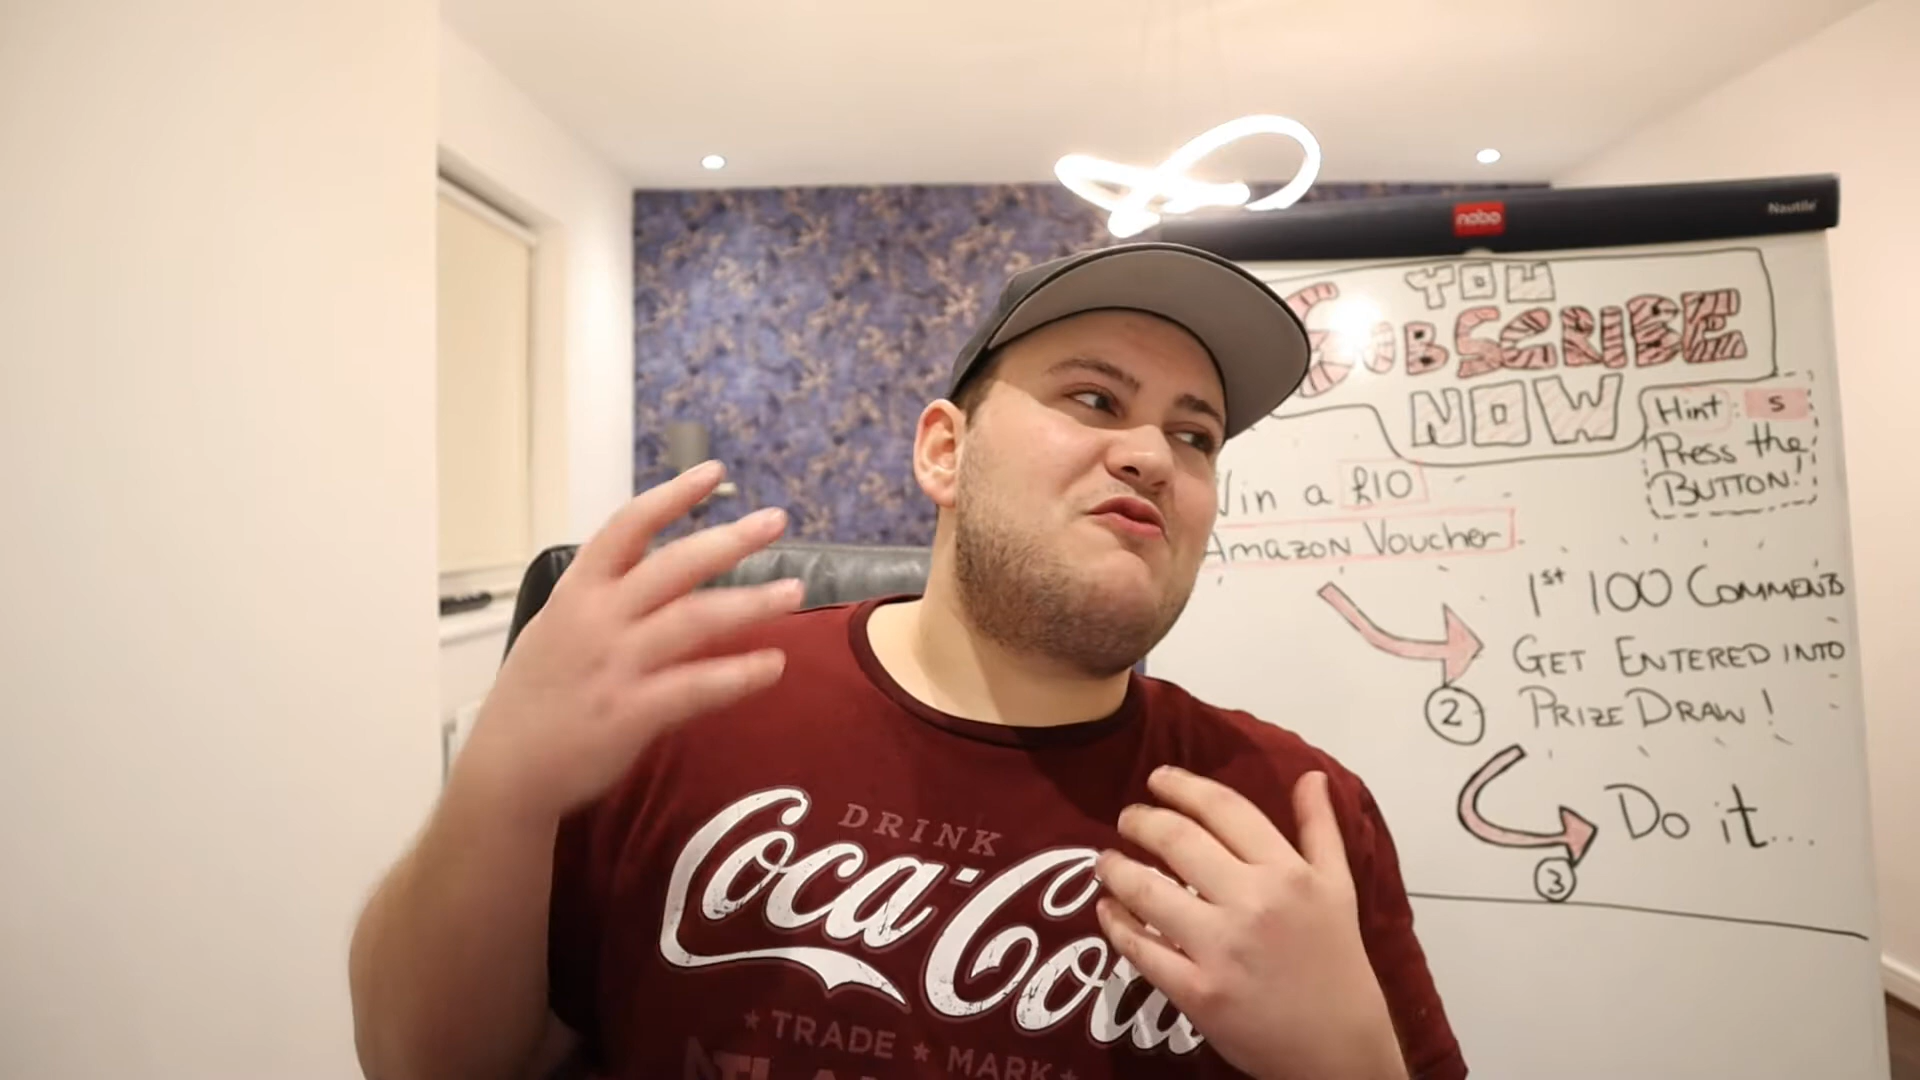 nobo
Nautile
YOU
SUBSCRIBE
NOW
Hint: S
Press the
BUTTON!
Win a £10
Amazon Voucher
1st 100 Comments
Get Entered into
Prize Draw!
2
Do it...
3
DRINK
Coca-Cola
TRADE MARK